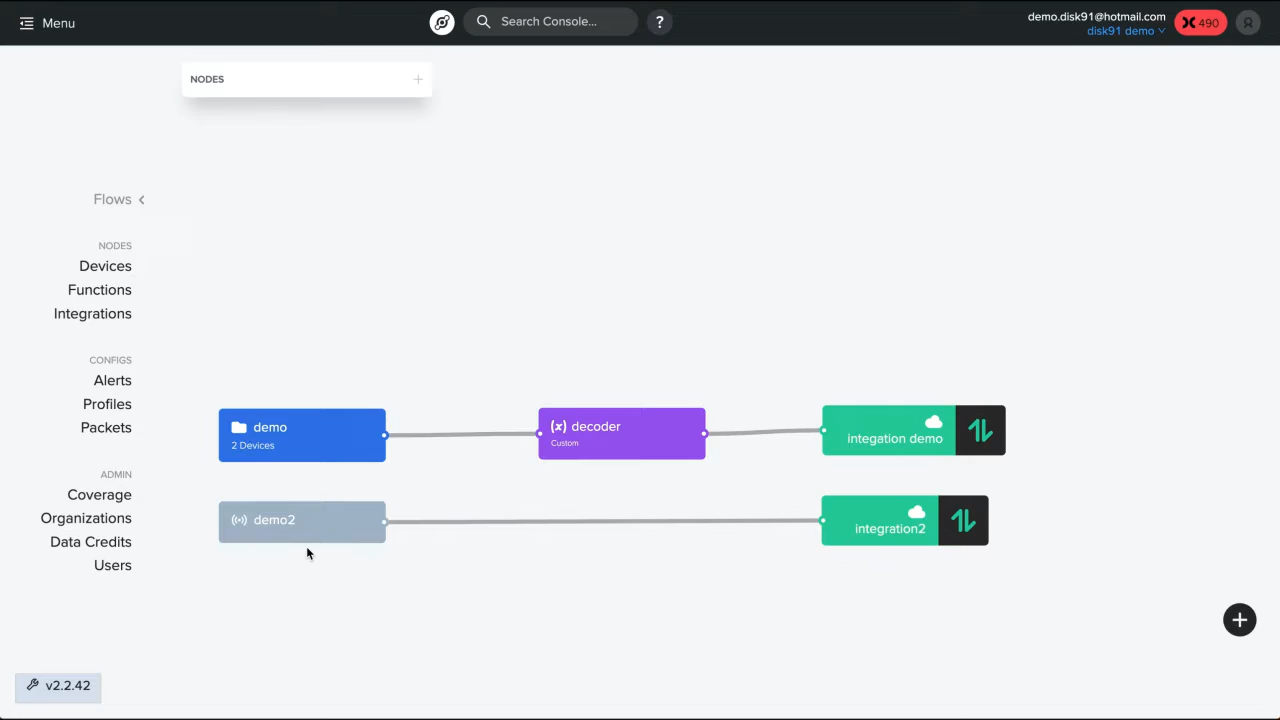 Menu
Search Console...
?
demo.disk91@hotmail.com
disk91 demo
490
NODES
Flows
NODES
Devices
Functions
Integrations
CONFIGS
Alerts
Profiles
Packets
ADMIN
Coverage
Organizations
Data Credits
Users
demo
2 Devices
(x) decoder
Custom
integation demo
demo2
integration2
v2.2.42